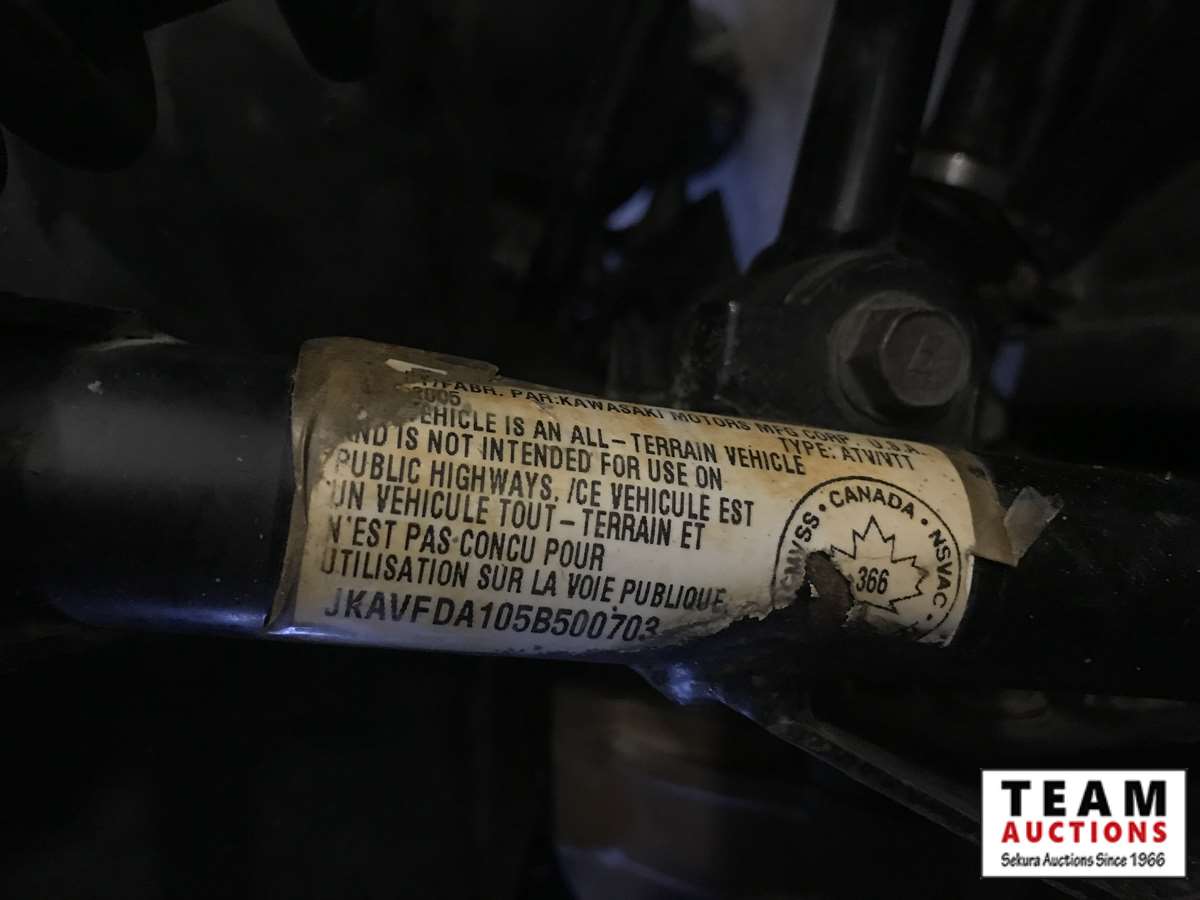 /FABR. PAR:KAWASAKI MOTORS MFG CORP., U.S.A.
2005 TYPE: ATV/VTT
VEHICLE IS AN ALL-TERRAIN VEHICLE
AND IS NOT INTENDED FOR USE ON
PUBLIC HIGHWAYS. /CE VEHICULE EST
UN VEHICULE TOUT-TERRAIN ET
N'EST PAS CONCU POUR
UTILISATION SUR LA VOIE PUBLIQUE.
JKAVFDA105B500703
CMVSS • CANADA • NSVAC •
366
TEAM
AUCTIONS
Sekura Auctions Since 1966